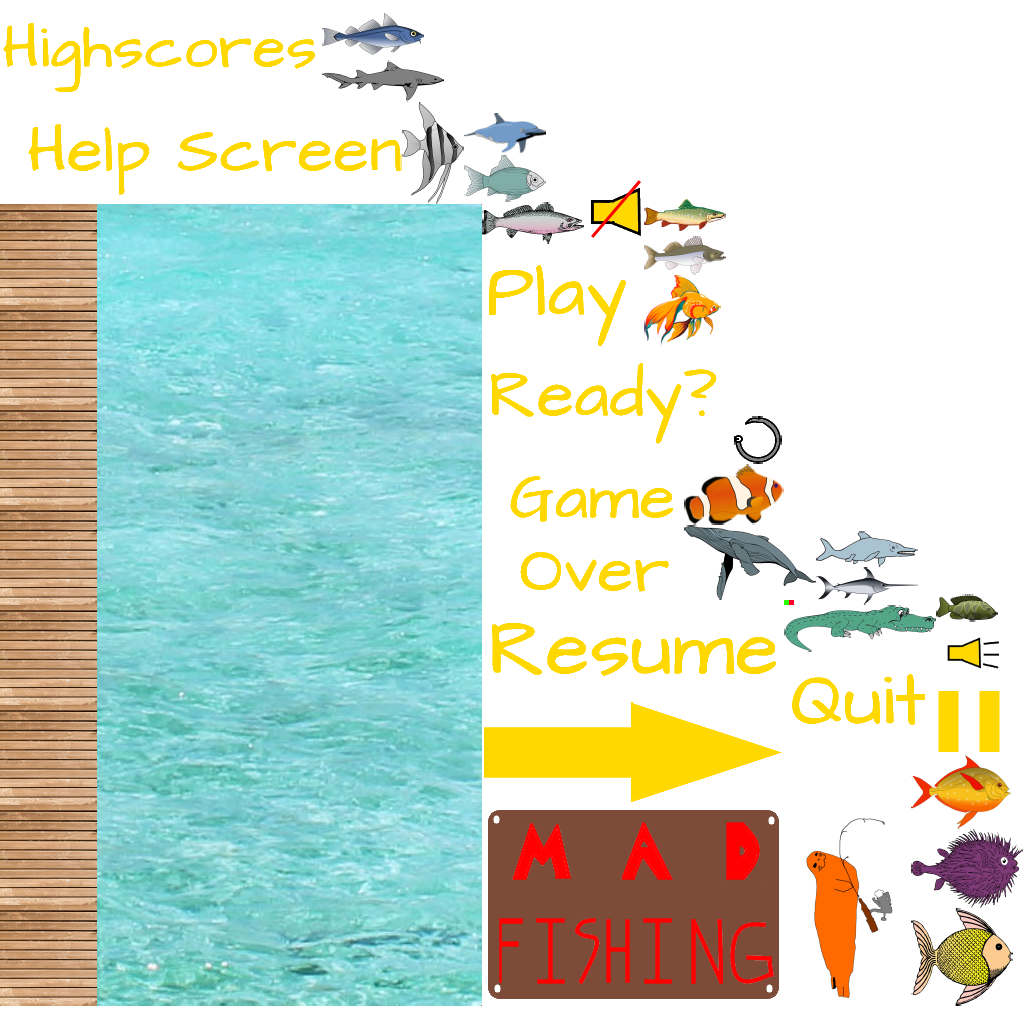 Highscores
Help Screen
Play
Ready?
Game
Over
Resume
Quit
MAD
FISHING